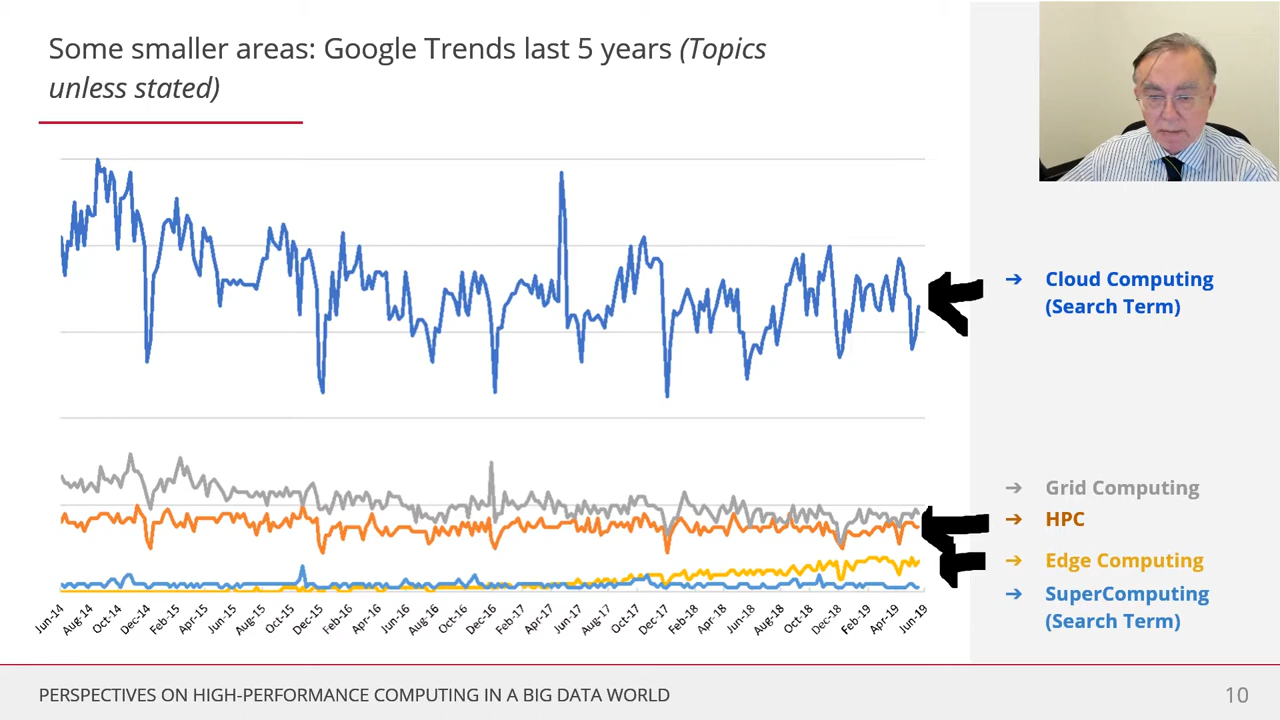 Some smaller areas: Google Trends last 5 years (Topics
unless stated)
➔ Cloud Computing
(Search Term)
➔ Grid Computing
➔ HPC
➔ Edge Computing
➔ SuperComputing
(Search Term)
Jun-14 Aug-14 Oct-14 Dec-14 Feb-15 Apr-15 Jun-15 Aug-15 Oct-15 Dec-15 Feb-16 Apr-16 Jun-16 Aug-16 Oct-16 Dec-16 Feb-17 Apr-17 Jun-17 Aug-17 Oct-17 Dec-17 Feb-18 Apr-18 Jun-18 Aug-18 Oct-18 Dec-18 Feb-19 Apr-19 Jun-19
PERSPECTIVES ON HIGH-PERFORMANCE COMPUTING IN A BIG DATA WORLD
10